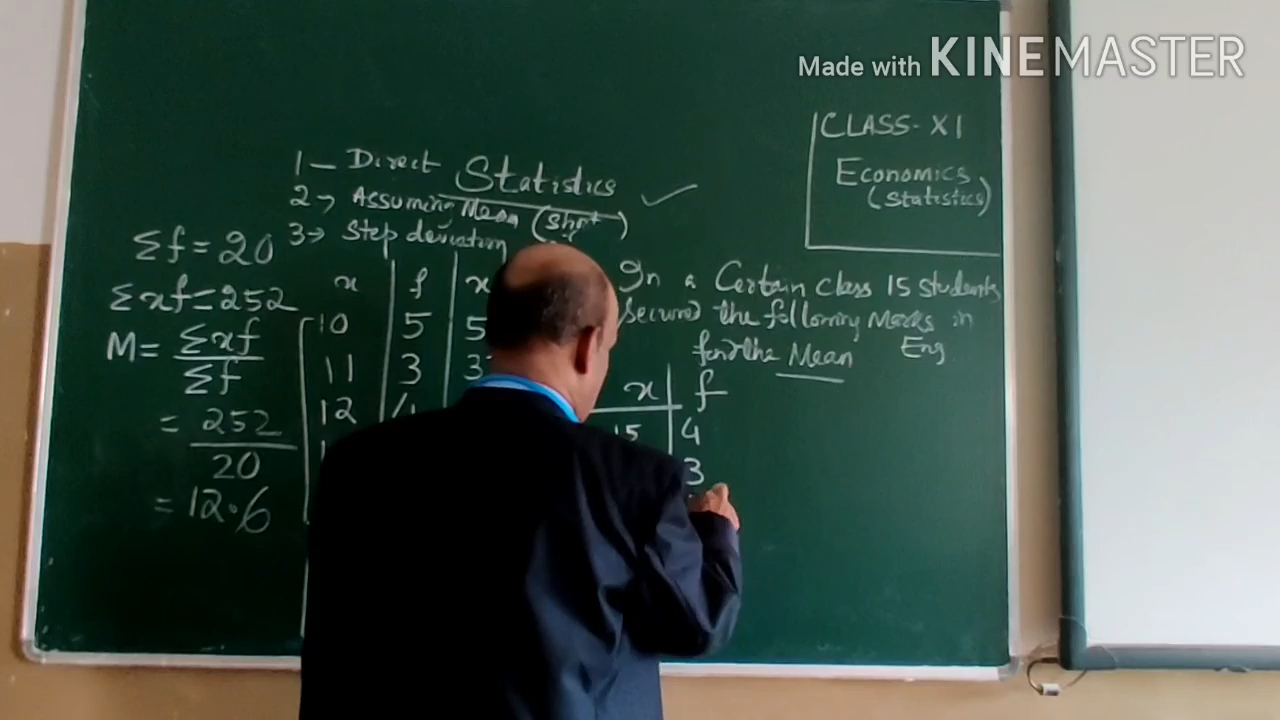 Made with KINEMASTER
CLASS-XI
Economics
(Statistics)
Statistics
1 — Direct
2 → Assuming Mean (Short)
3 → Step deviation
Σf = 20
Σxf = 252
M = Σxf
Σf
= 252
20
= 12.6
x f x
10 5 5
11 3 3
12
In a Certain class 15 students
secured the following Marks in
Eng
find the Mean
x f
15 4
3